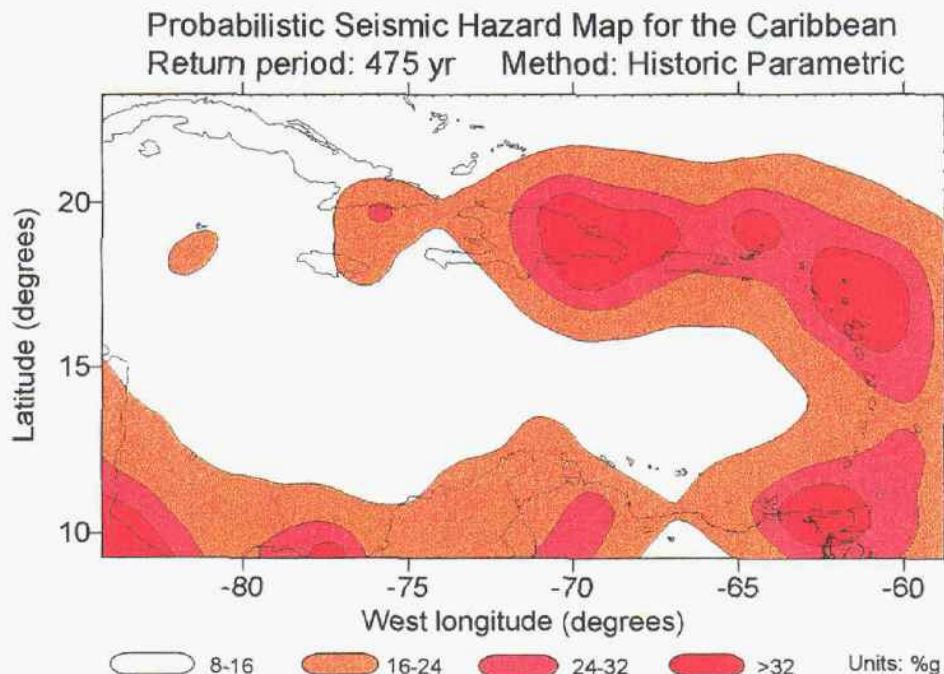 Probabilistic Seismic Hazard Map for the Caribbean
Return period: 475 yr Method: Historic Parametric
20
15
10
Latitude (degrees)
-80 -75 -70 -65 -60
West longitude (degrees)
8-16 16-24 24-32 >32 Units: %g